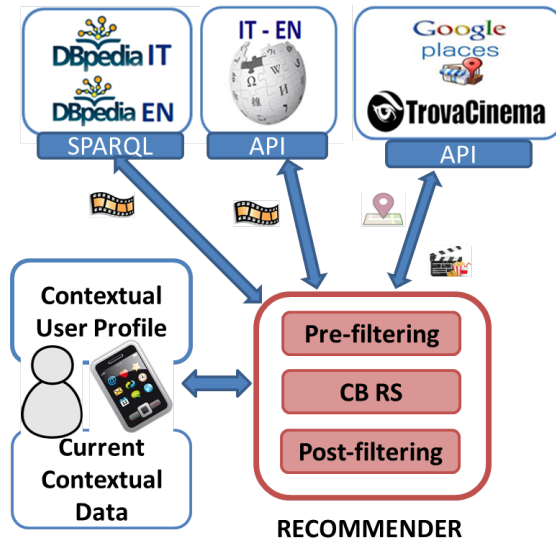 DBpedia IT
DBpedia EN
SPARQL
IT - EN
API
Google
places
TrovaCinema
API
Contextual
User Profile
Current
Contextual
Data
Pre-filtering
CB RS
Post-filtering
RECOMMENDER